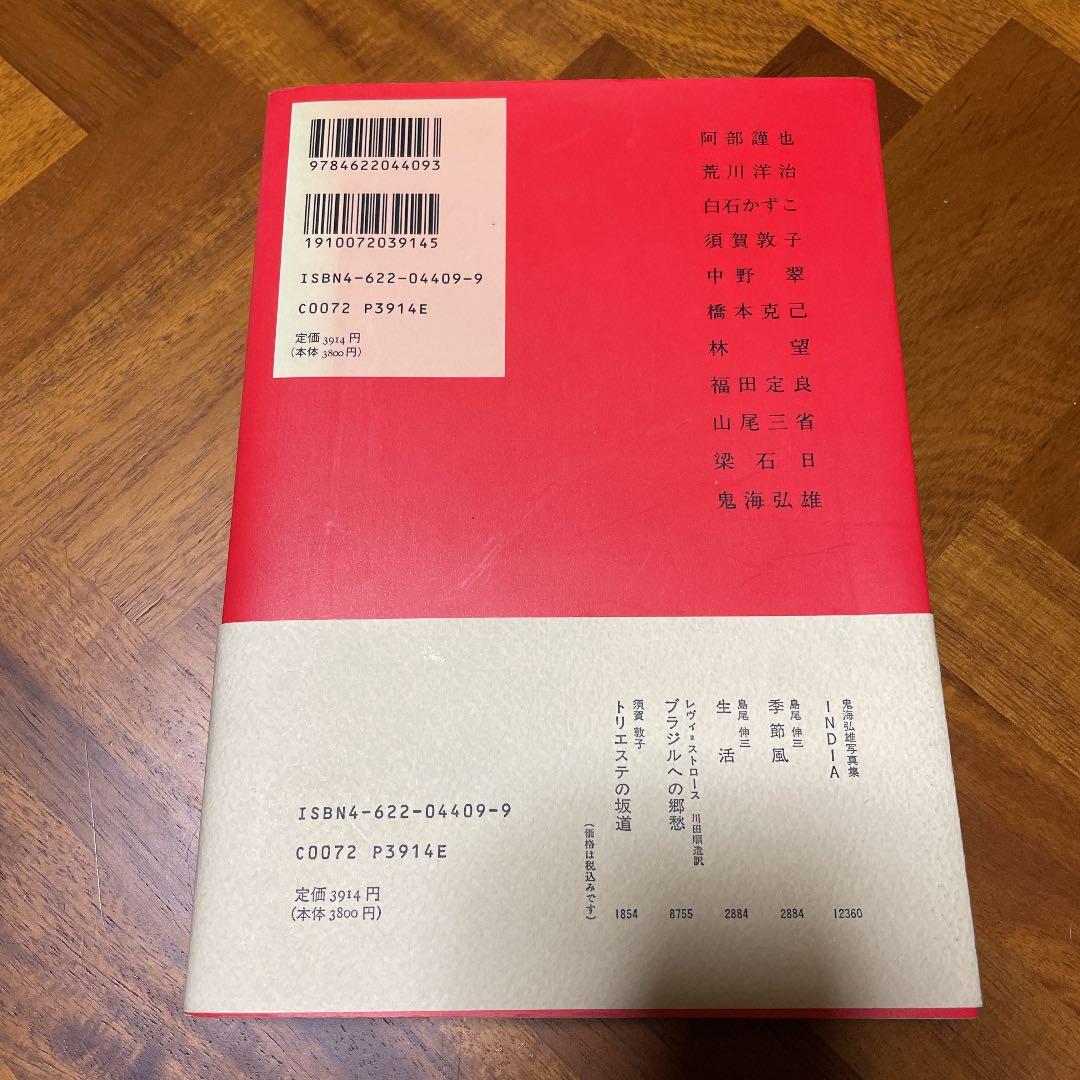 9784622044093
1910072039145
ISBN4-622-04409-9
C0072 P3914E
定価3914円
（本体3800円）
阿部謹也
荒川洋治
白石かずこ
須賀敦子
中野 翠
橋本克己
林 望
福田定良
山尾三省
梁石日
鬼海弘雄
鬼海弘雄写真集
INDIA
12360
島尾 伸三
季節風
2884
島尾 伸三
生活
2884
レヴィ=ストロース 川田順造訳
ブラジルへの郷愁
8755
須賀 敦子
トリエステの坂道
1854
（価格は税込みです）
ISBN4-622-04409-9
C0072 P3914E
定価3914円
（本体3800円）